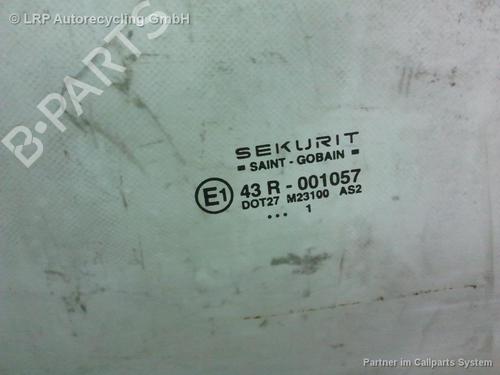 © LRP Autorecycling GmbH
B-PARTS
SEKURIT
SAINT - GOBAIN
E1
43 R - 001057
DOT27 M23100 AS2
... 1
Partner im Callparts System